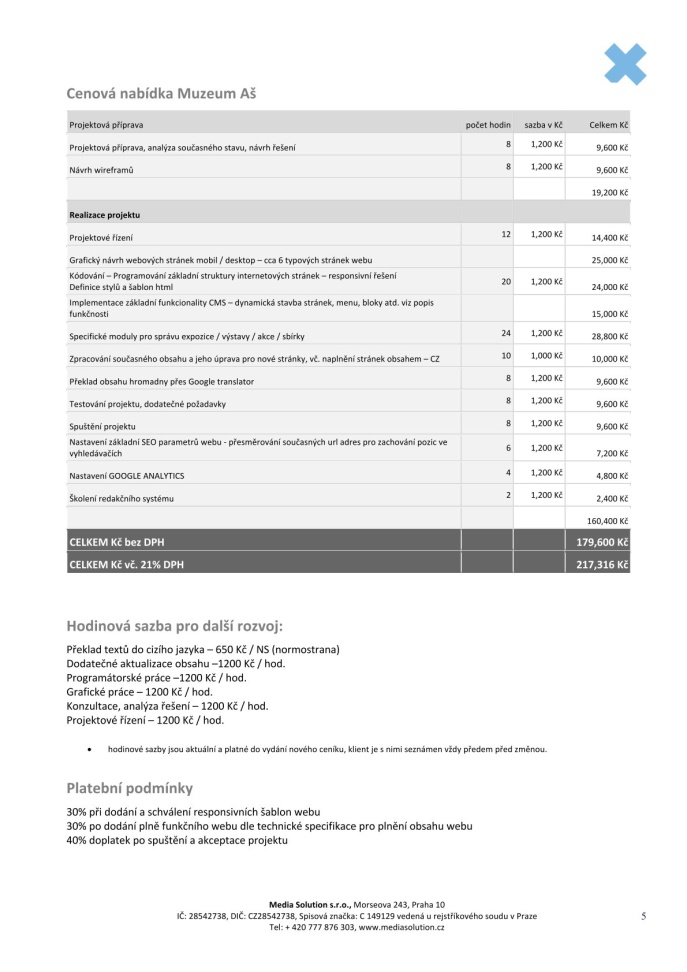 Cenová nabídka Muzeum Aš
Projektová příprava počet hodin sazba v Kč Celkem Kč
Projektová příprava, analýza současného stavu, návrh řešení 8 1,200 Kč 9,600 Kč
Návrh wireframů 8 1,200 Kč 9,600 Kč
19,200 Kč
Realizace projektu
Projektové řízení 12 1,200 Kč 14,400 Kč
Grafický návrh webových stránek mobil / desktop – cca 6 typových stránek webu 25,000 Kč
Kódování – Programování základní struktury internetových stránek – responsivní řešení
Definice stylů a šablon html 20 1,200 Kč 24,000 Kč
Implementace základní funkcionality CMS – dynamická stavba stránek, menu, bloky atd. viz popis
funkčnosti 15,000 Kč
Specifické moduly pro správu expozice / výstavy / akce / sbírky 24 1,200 Kč 28,800 Kč
Zpracování současného obsahu a jeho úprava pro nové stránky, vč. naplnění stránek obsahem – CZ 10 1,000 Kč 10,000 Kč
Překlad obsahu hromadny přes Google translator 8 1,200 Kč 9,600 Kč
Testování projektu, dodatečné požadavky 8 1,200 Kč 9,600 Kč
Spuštění projektu 8 1,200 Kč 9,600 Kč
Nastavení základní SEO parametrů webu - přesměrování současných url adres pro zachování pozic ve
vyhledávačích 6 1,200 Kč 7,200 Kč
Nastavení GOOGLE ANALYTICS 4 1,200 Kč 4,800 Kč
Školení redakčního systému 2 1,200 Kč 2,400 Kč
160,400 Kč
CELKEM Kč bez DPH 179,600 Kč
CELKEM Kč vč. 21% DPH 217,316 Kč
Hodinová sazba pro další rozvoj:
Překlad textů do cizího jazyka – 650 Kč / NS (normostrana)
Dodatečné aktualizace obsahu –1200 Kč / hod.
Programátorské práce –1200 Kč / hod.
Grafické práce – 1200 Kč / hod.
Konzultace, analýza řešení – 1200 Kč / hod.
Projektové řízení – 1200 Kč / hod.
• hodinové sazby jsou aktuální a platné do vydání nového ceníku, klient je s nimi seznámen vždy předem před změnou.
Platební podmínky
30% při dodání a schválení responsivních šablon webu
30% po dodání plně funkčního webu dle technické specifikace pro plnění obsahu webu
40% doplatek po spuštění a akceptace projektu
Media Solution s.r.o., Morseova 243, Praha 10
IČ: 28542738, DIČ: CZ28542738, Spisová značka: C 149129 vedená u rejstříkového soudu v Praze
Tel: + 420 777 876 303, www.mediasolution.cz
5